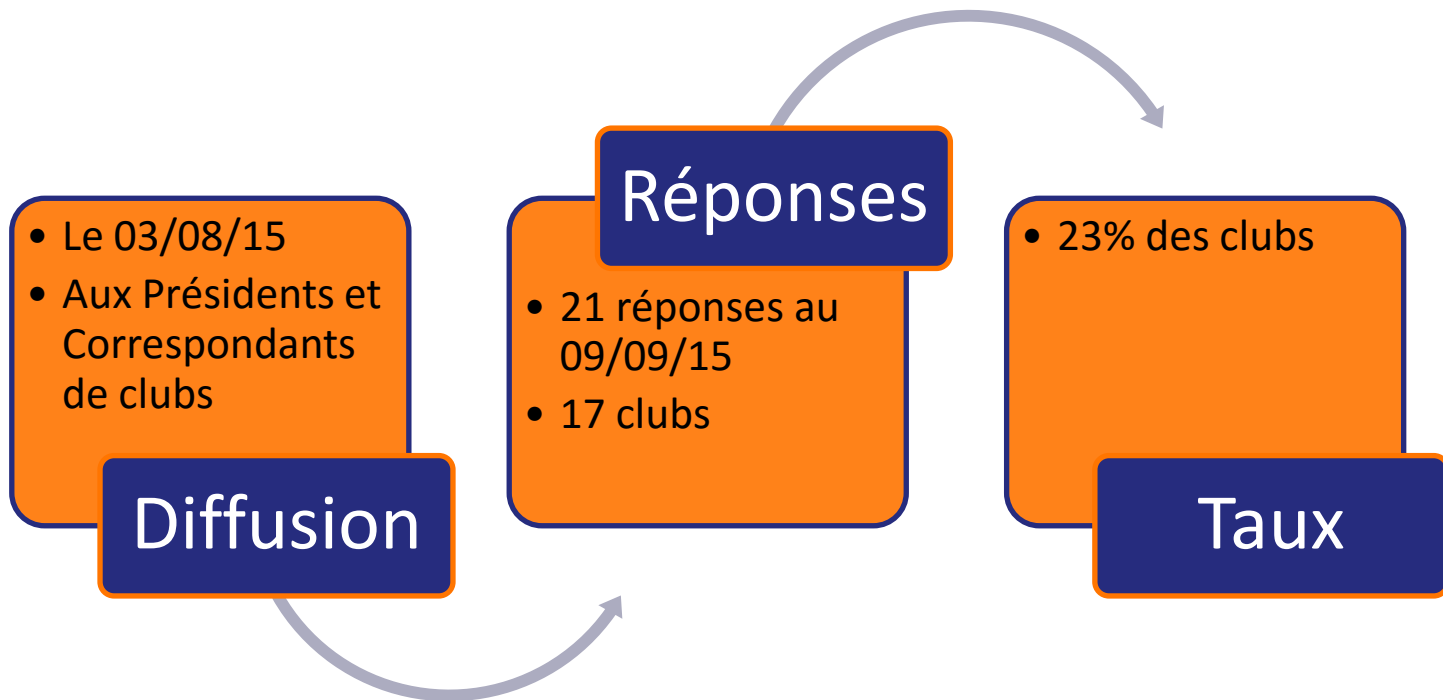 • Le 03/08/15
• Aux Présidents et
Correspondants
de clubs
Diffusion
Réponses
• 21 réponses au
09/09/15
• 17 clubs
• 23% des clubs
Taux